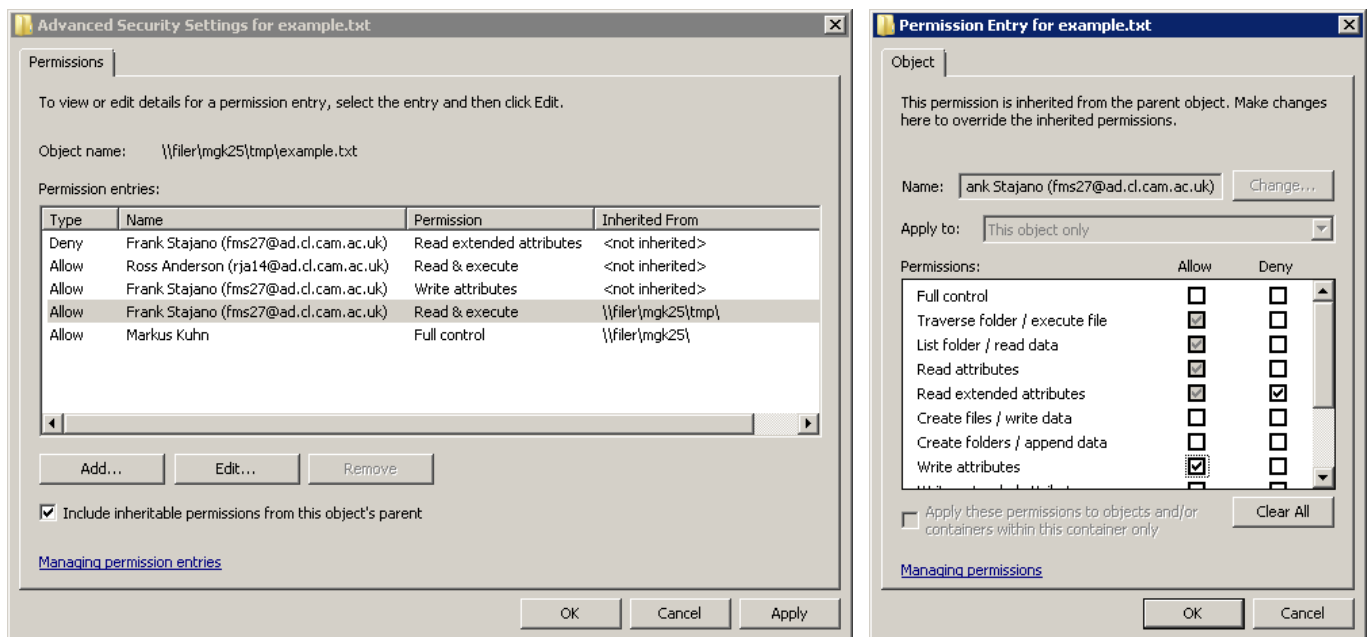 Advanced Security Settings for example.txt
Permissions
To view or edit details for a permission entry, select the entry and then click Edit.
Object name: \\filer\mgk25\tmp\example.txt
Permission entries:
Type Name Permission Inherited From
Deny Frank Stajano (fms27@ad.cl.cam.ac.uk) Read extended attributes <not inherited>
Allow Ross Anderson (rja14@ad.cl.cam.ac.uk) Read & execute <not inherited>
Allow Frank Stajano (fms27@ad.cl.cam.ac.uk) Write attributes <not inherited>
Allow Frank Stajano (fms27@ad.cl.cam.ac.uk) Read & execute \\filer\mgk25\tmp\
Allow Markus Kuhn Full control \\filer\mgk25\
Add... Edit... Remove
Include inheritable permissions from this object's parent
Managing permission entries
OK Cancel Apply
Permission Entry for example.txt
Object
This permission is inherited from the parent object. Make changes
here to override the inherited permissions.
Name: ank Stajano (fms27@ad.cl.cam.ac.uk) Change...
Apply to: This object only
Permissions: Allow Deny
Full control
Traverse folder / execute file
List folder / read data
Read attributes
Read extended attributes
Create files / write data
Create folders / append data
Write attributes
Apply these permissions to objects and/or
containers within this container only
Clear All
Managing permissions
OK Cancel